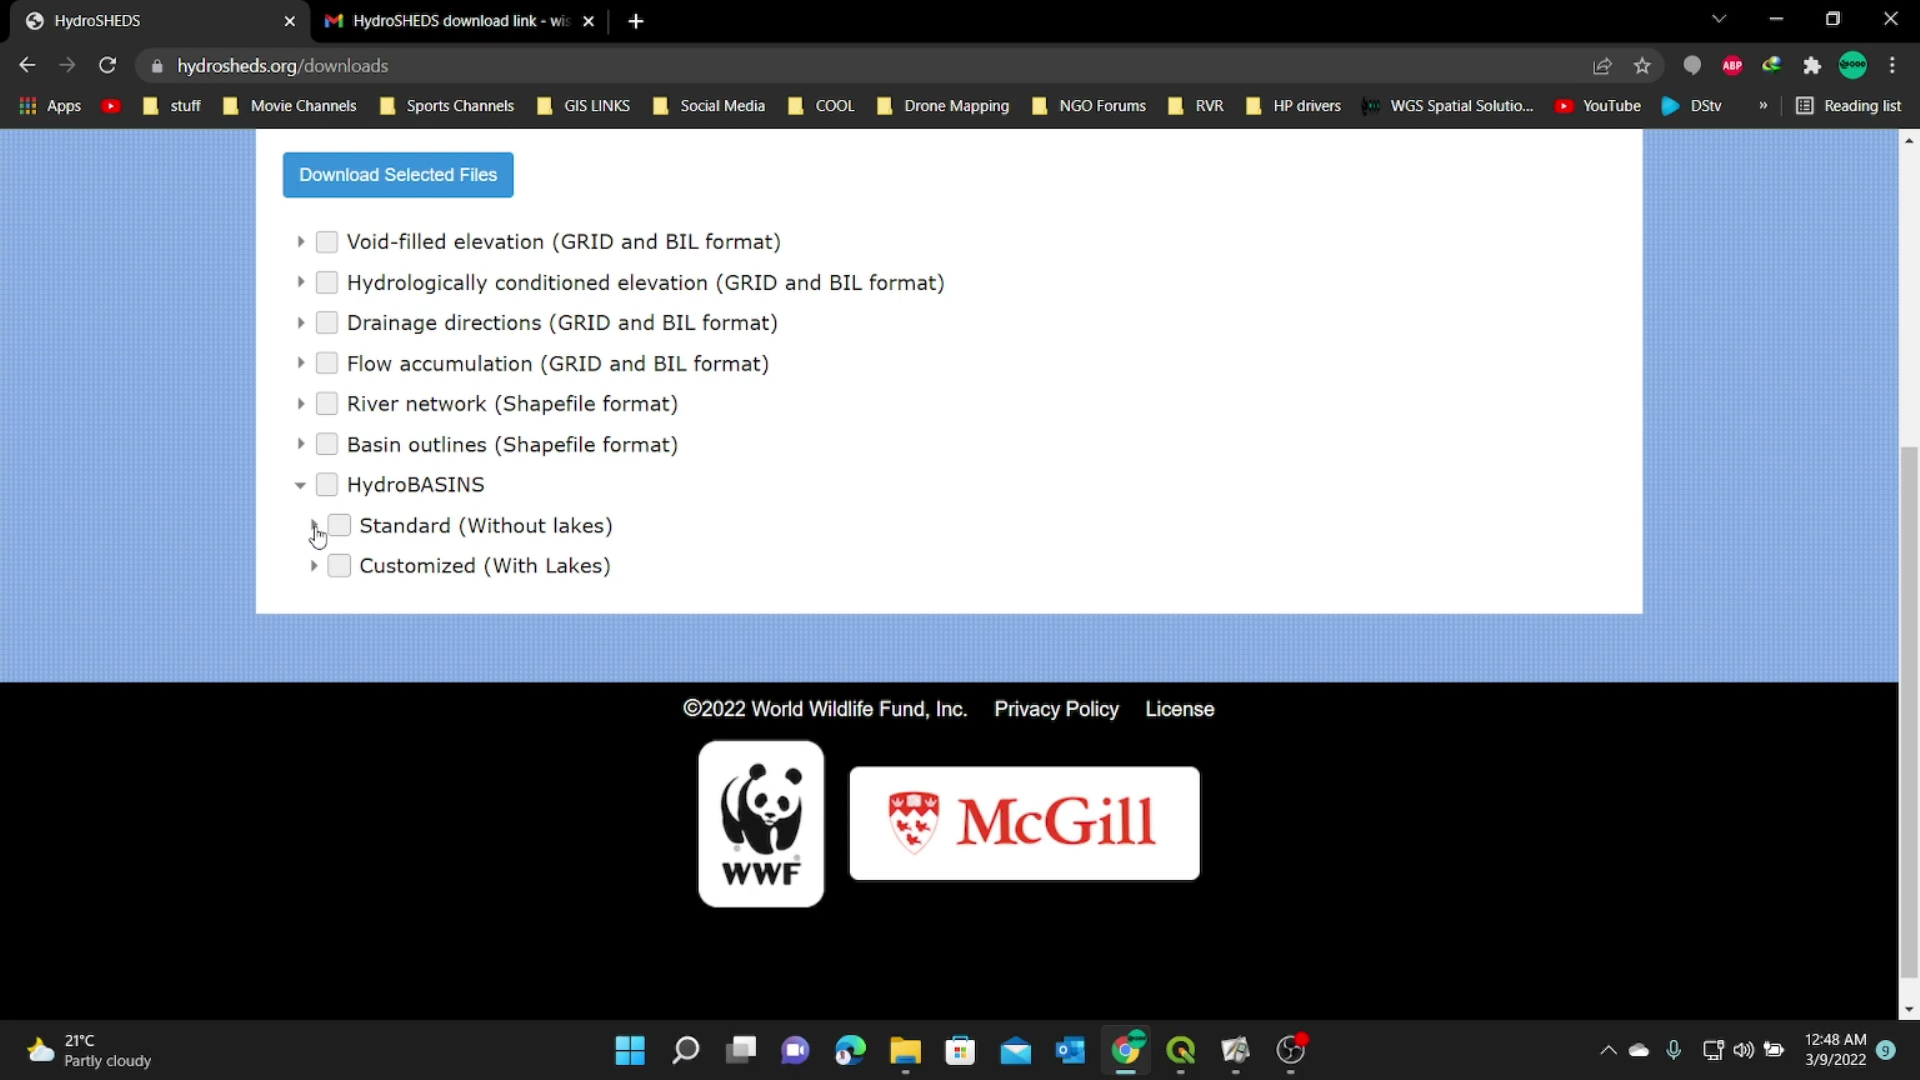 HydroSHEDS
HydroSHEDS download link - wis
hydrosheds.org/downloads
ABP
Apps
stuff
Movie Channels
Sports Channels
GIS LINKS
Social Media
COOL
Drone Mapping
NGO Forums
RVR
HP drivers
WGS Spatial Solutio...
YouTube
DStv
»
Reading list
Download Selected Files
Void-filled elevation (GRID and BIL format)
Hydrologically conditioned elevation (GRID and BIL format)
Drainage directions (GRID and BIL format)
Flow accumulation (GRID and BIL format)
River network (Shapefile format)
Basin outlines (Shapefile format)
HydroBASINS
Standard (Without lakes)
Customized (With Lakes)
©2022 World Wildlife Fund, Inc. Privacy Policy License
WWF
McGill
21°C
Partly cloudy
12:48 AM
3/9/2022
9